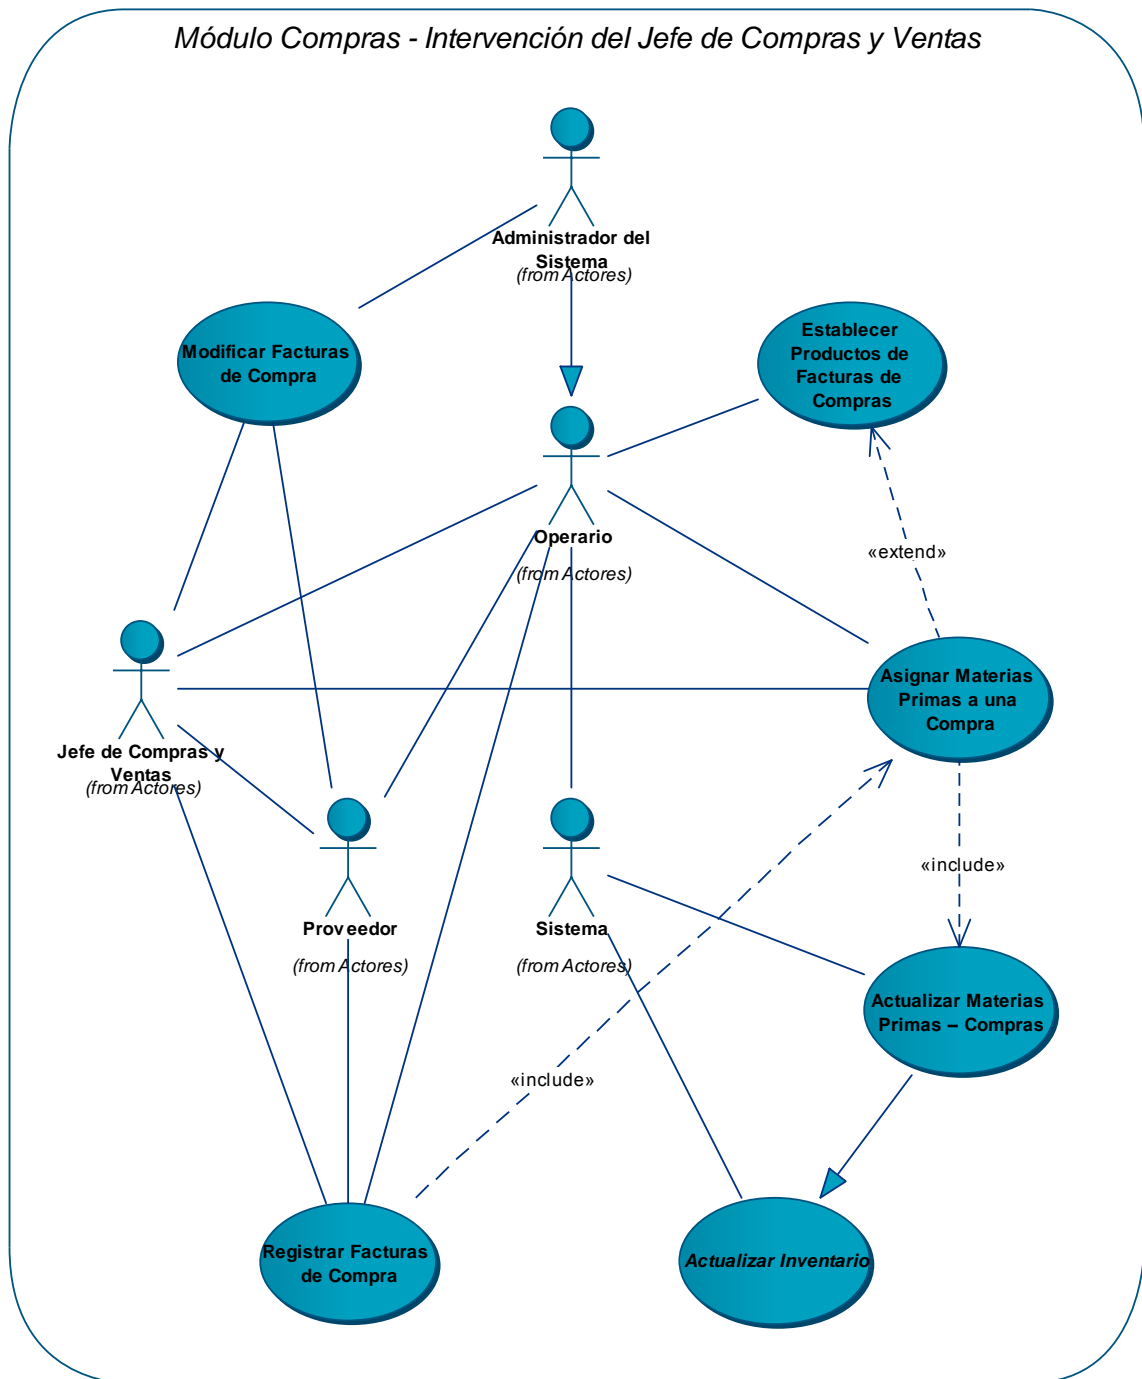 Módulo Compras - Intervención del Jefe de Compras y Ventas
Administrador del
Sistema
(from Actores)
Modificar Facturas
de Compra
Establecer
Productos de
Facturas de
Compras
Operario
(from Actores)
«extend»
Jefe de Compras y
Ventas
(from Actores)
Asignar Materias
Primas a una
Compra
«include»
Proveedor
(from Actores)
Sistema
(from Actores)
Actualizar Materias
Primas – Compras
«include»
Registrar Facturas
de Compra
Actualizar Inventario